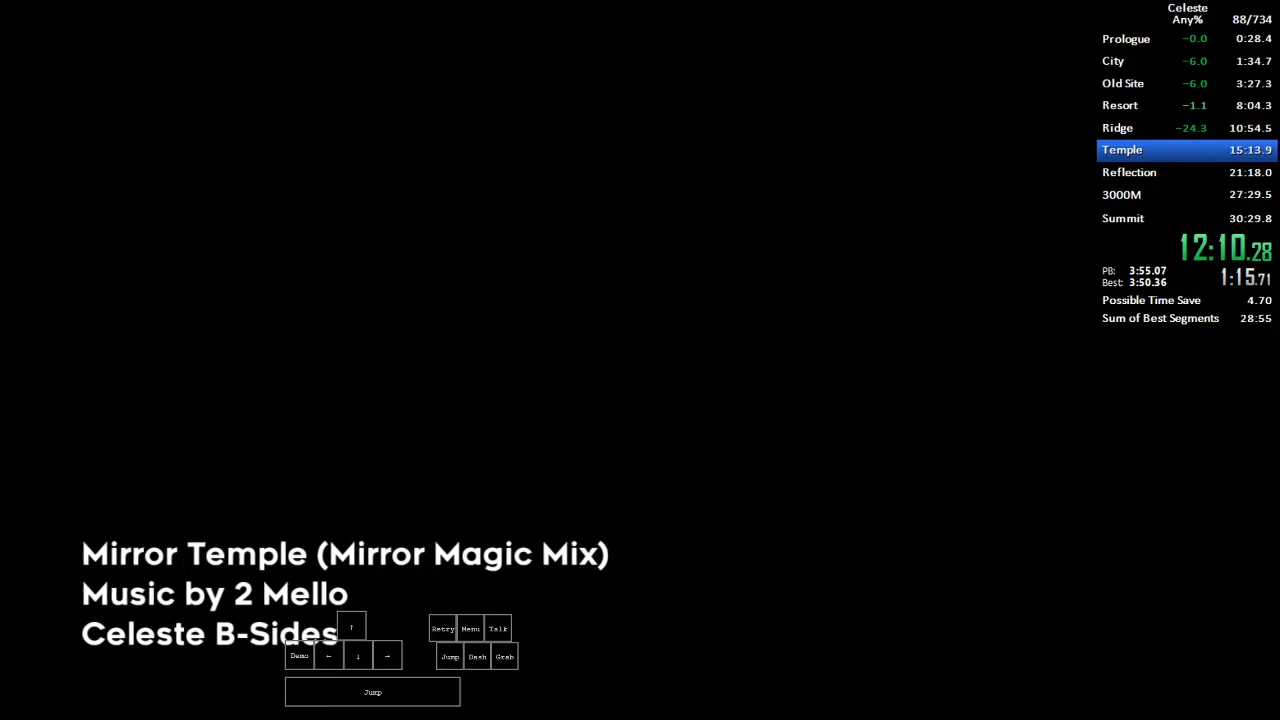 Celeste
Any% 88/734
Prologue −0.0 0:28.4
City −6.0 1:34.7
Old Site −6.0 3:27.3
Resort −1.1 8:04.3
Ridge −24.3 10:54.5
Temple 15:13.9
Reflection 21:18.0
3000M 27:29.5
Summit 30:29.8
12:10.28
PB: 3:55.07 1:15.71
Best: 3:50.36
Possible Time Save 4.70
Sum of Best Segments 28:55
Mirror Temple (Mirror Magic Mix)
Music by 2 Mello
Celeste B-Sides
↑ Retry Menu Talk
Demo ← ↓ → Jump Dash Grab
Jump